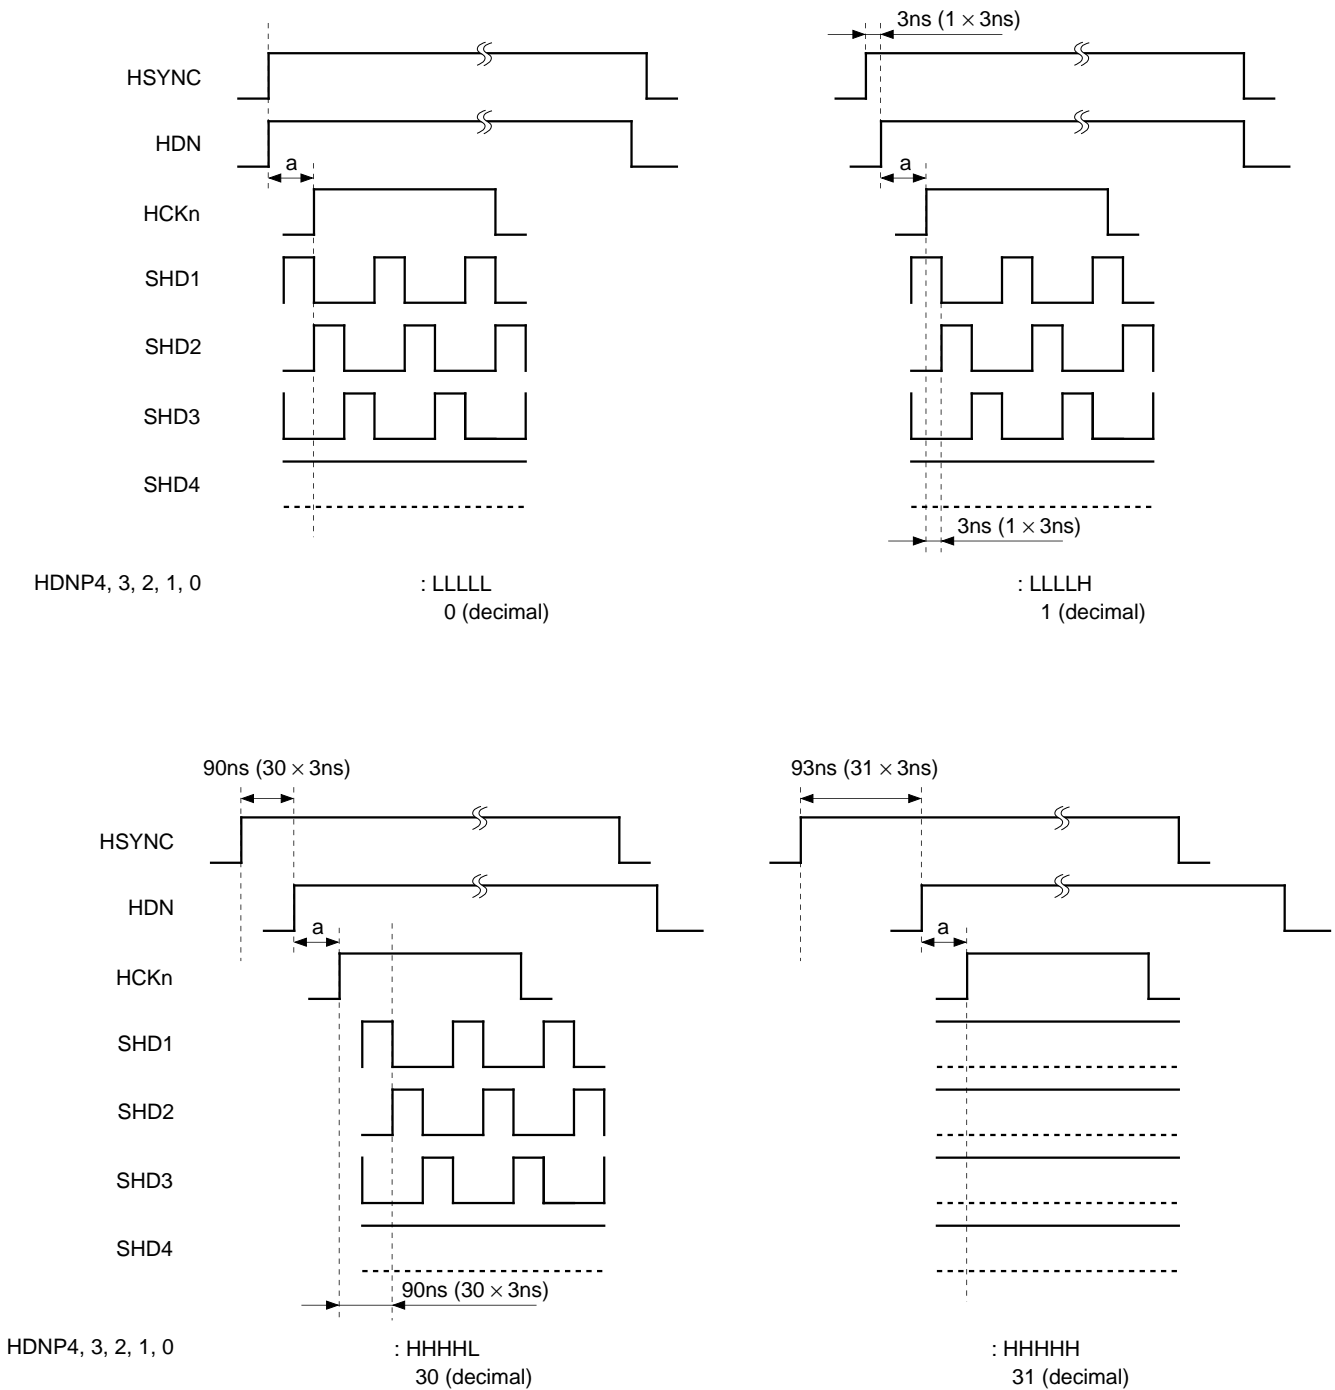 3ns (1 × 3ns)
HSYNC
HDN
a
a
HCKn
SHD1
SHD2
SHD3
SHD4
3ns (1 × 3ns)
HDNP4, 3, 2, 1, 0
: LLLLL
0 (decimal)
: LLLLH
1 (decimal)
90ns (30 × 3ns)
93ns (31 × 3ns)
HSYNC
HDN
a
a
HCKn
SHD1
SHD2
SHD3
SHD4
90ns (30 × 3ns)
HDNP4, 3, 2, 1, 0
: HHHHL
30 (decimal)
: HHHHH
31 (decimal)